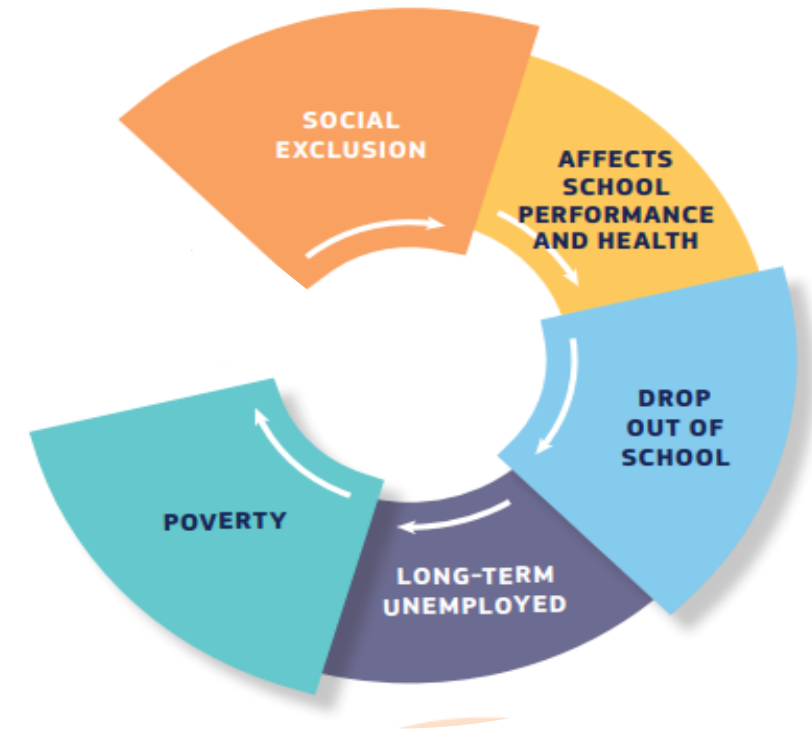 SOCIAL
EXCLUSION
AFFECTS
SCHOOL
PERFORMANCE
AND HEALTH
DROP
OUT OF
SCHOOL
LONG-TERM
UNEMPLOYED
POVERTY